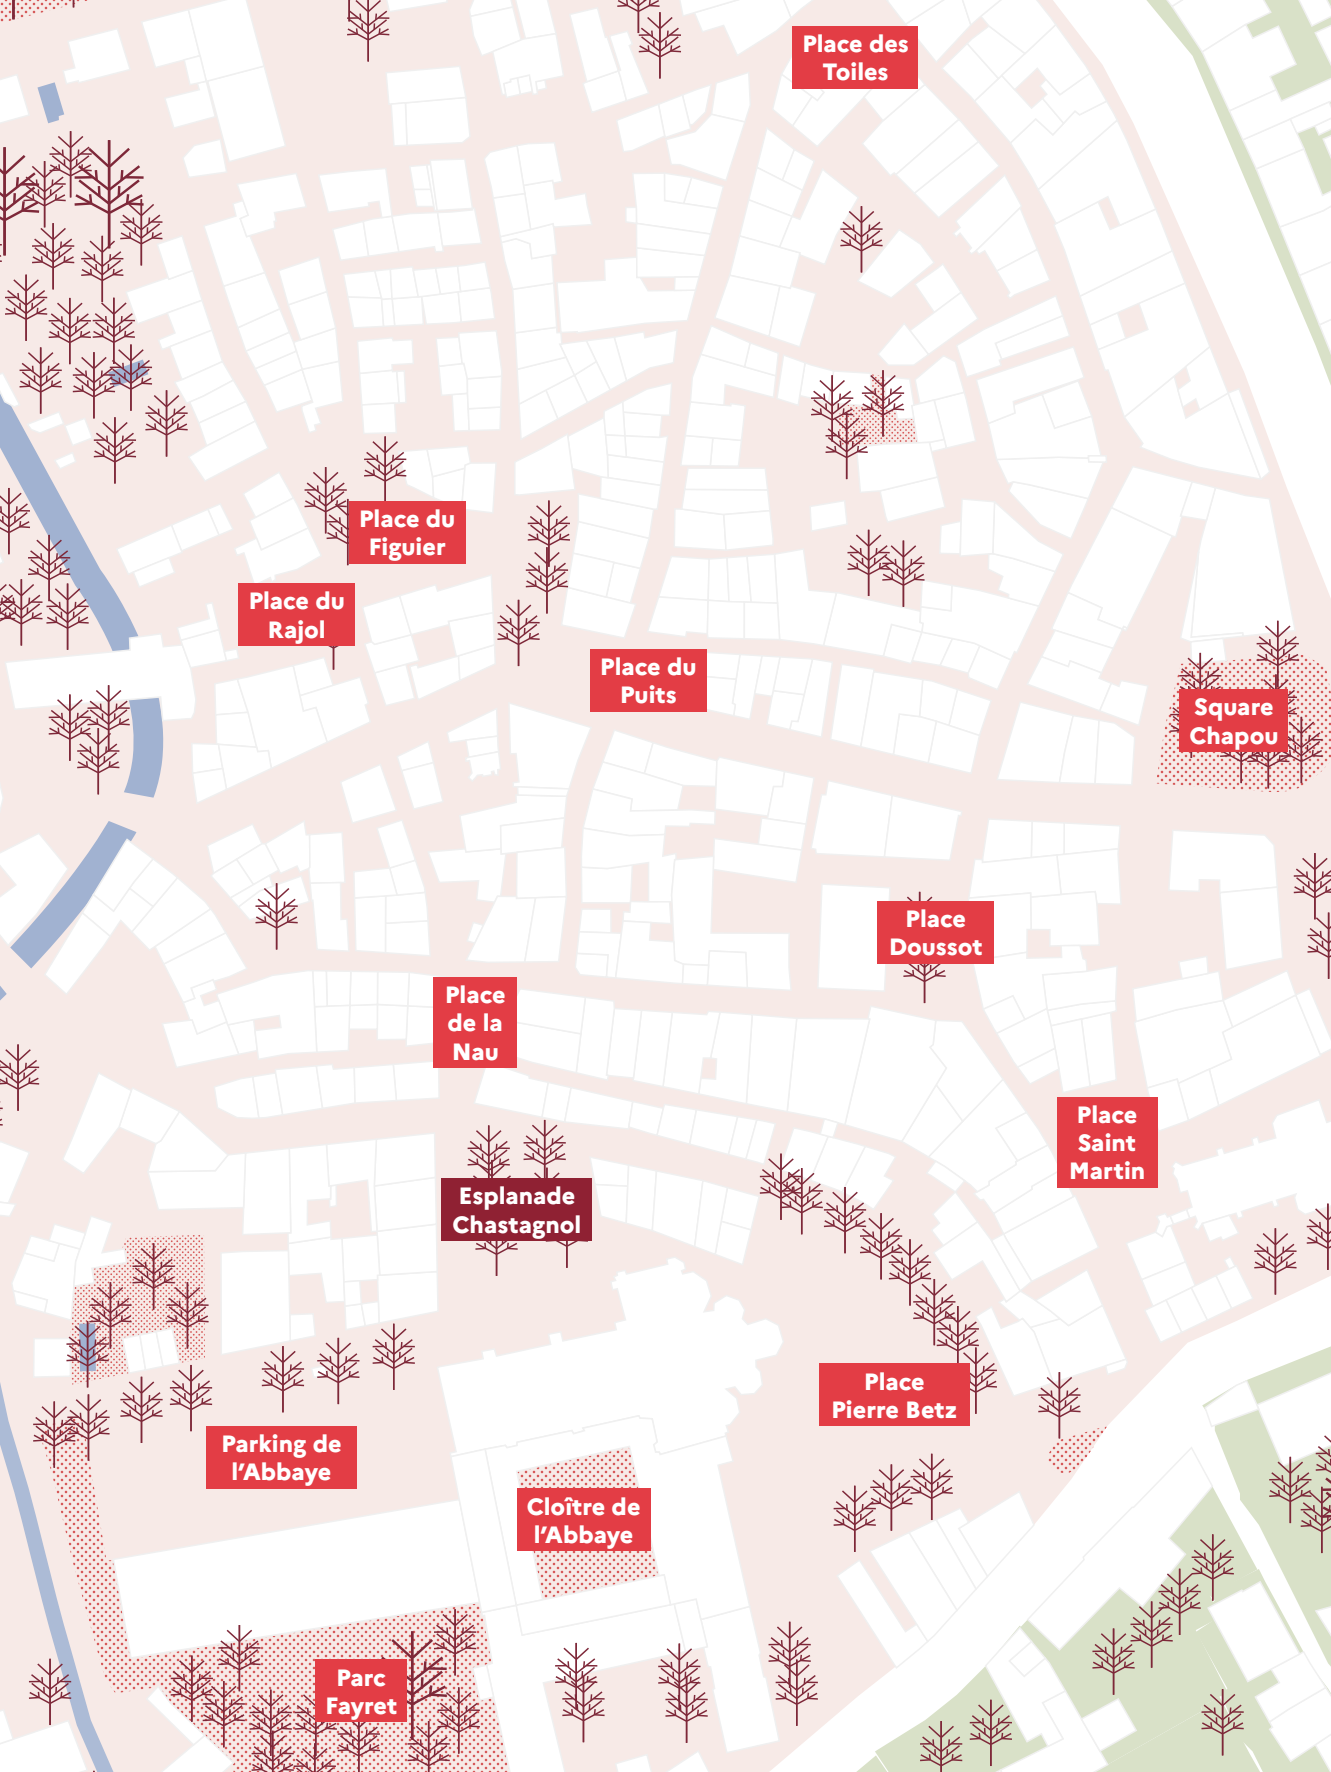 Place des
Toiles
Place du
Figuier
Place du
Rajol
Place du
Puits
Square
Chapou
Place
Doussot
Place
de la
Nau
Place
Saint
Martin
Esplanade
Chastagnol
Place
Pierre Betz
Parking de
l'Abbaye
Cloître de
l'Abbaye
Parc
Fayret